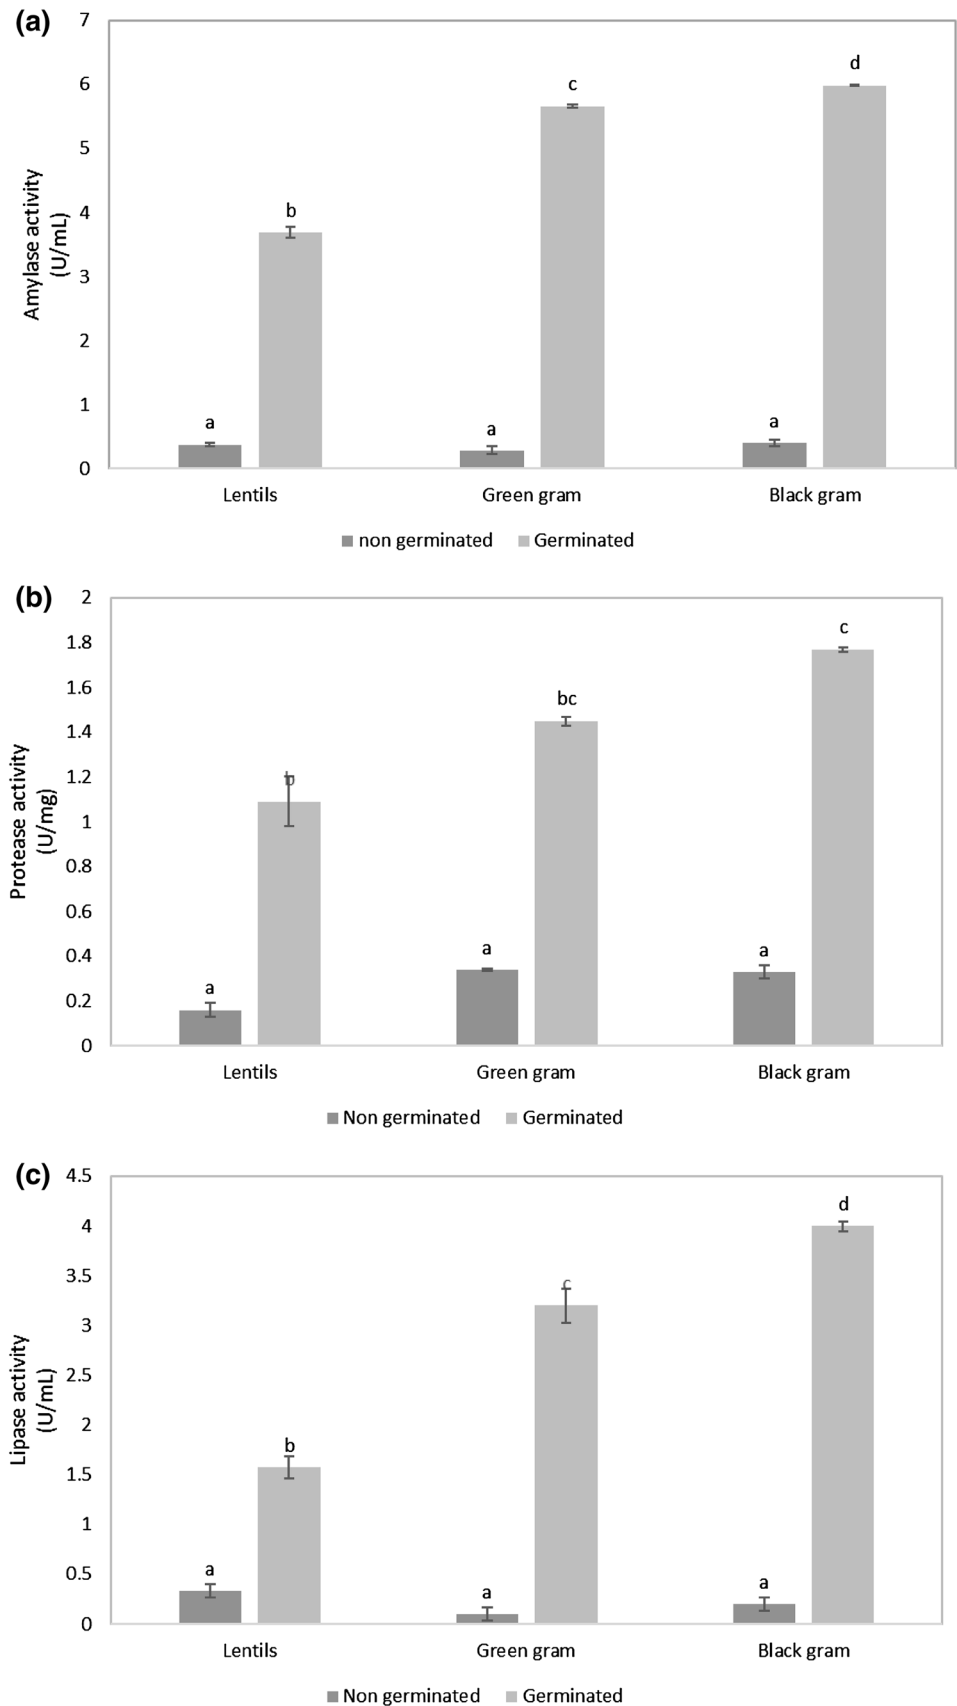 (a)
7
6
5
4
3
2
1
0
Amylase activity
(U/mL)
a
b
a
c
a
d
Lentils
Green gram
Black gram
non germinated
Germinated
(b)
2
1.8
1.6
1.4
1.2
1
0.8
0.6
0.4
0.2
0
Protease activity
(U/mg)
a
b
a
bc
a
c
Lentils
Green gram
Black gram
Non germinated
Germinated
(c)
4.5
4
3.5
3
2.5
2
1.5
1
0.5
0
Lipase activity
(U/mL)
a
b
a
c
a
d
Lentils
Green gram
Black gram
Non germinated
Germinated